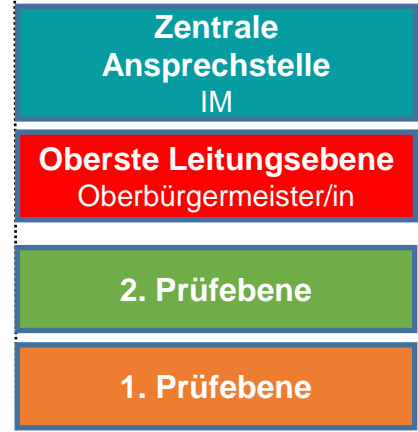 Zentrale
Ansprechstelle
IM
Oberste Leitungsebene
Oberbürgermeister/in
2. Prüfebene
1. Prüfebene